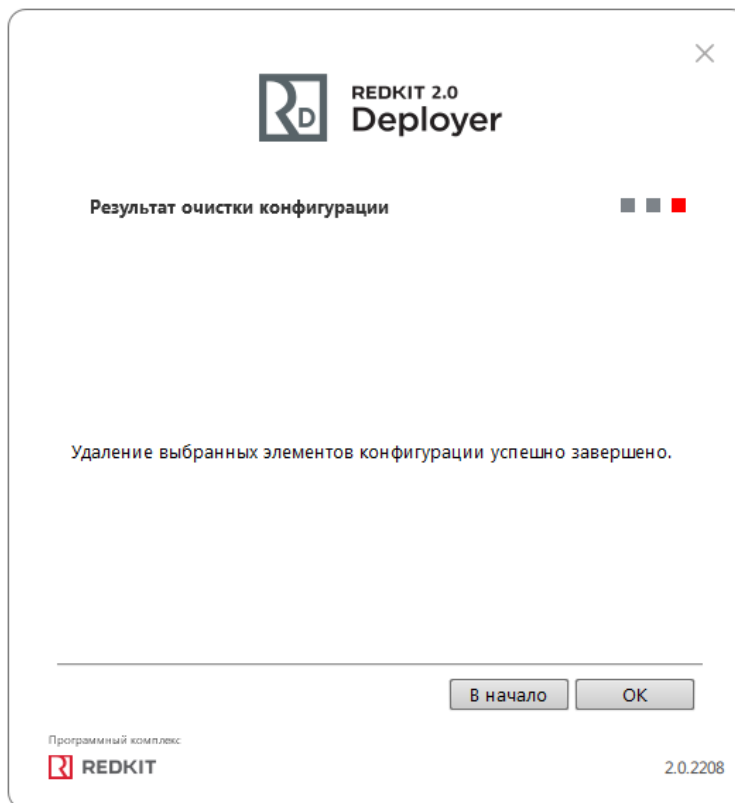 REDKIT 2.0
Deployer
Результат очистки конфигурации
Удаление выбранных элементов конфигурации успешно завершено.
В начало
ОК
Программный комплекс
REDKIT
2.0.2208